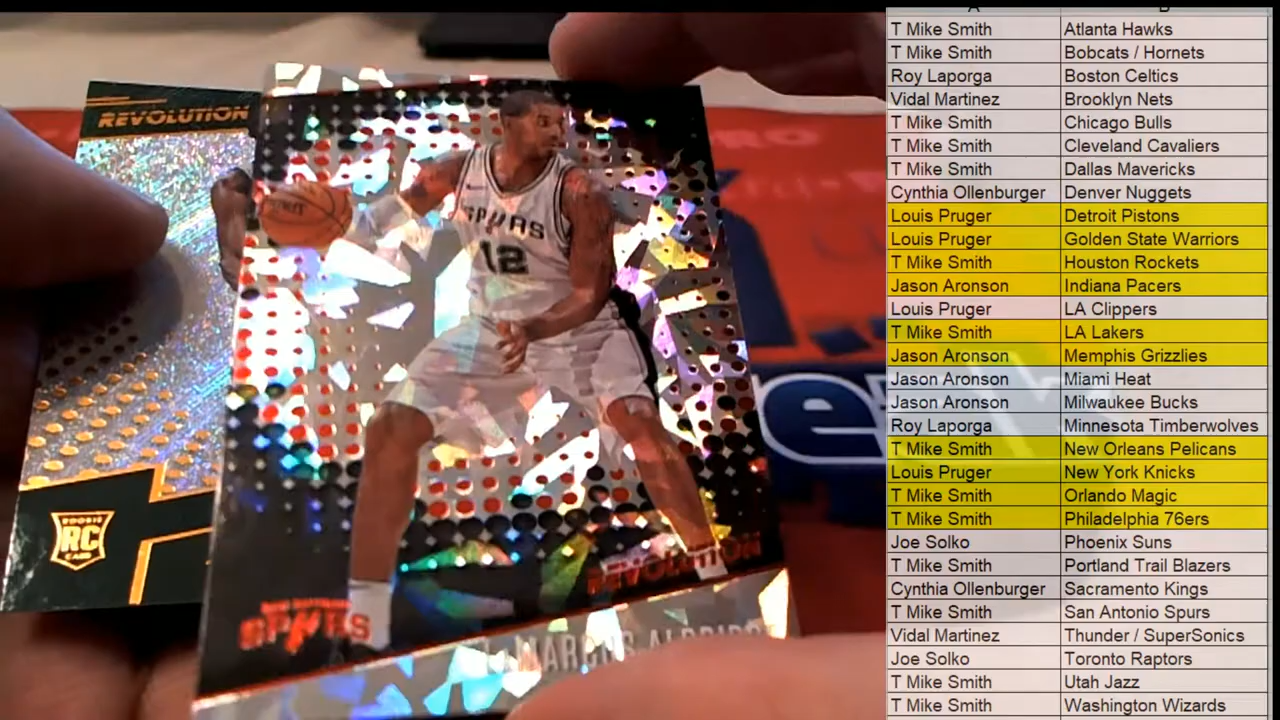 REVOLUTION
SPURS
12
ROOKIE
RC
CARD
REVOLUTION
SPURS
A B
T Mike Smith Atlanta Hawks
T Mike Smith Bobcats / Hornets
Roy Laporga Boston Celtics
Vidal Martinez Brooklyn Nets
T Mike Smith Chicago Bulls
T Mike Smith Cleveland Cavaliers
T Mike Smith Dallas Mavericks
Cynthia Ollenburger Denver Nuggets
Louis Pruger Detroit Pistons
Louis Pruger Golden State Warriors
T Mike Smith Houston Rockets
Jason Aronson Indiana Pacers
Louis Pruger LA Clippers
T Mike Smith LA Lakers
Jason Aronson Memphis Grizzlies
Jason Aronson Miami Heat
Jason Aronson Milwaukee Bucks
Roy Laporga Minnesota Timberwolves
T Mike Smith New Orleans Pelicans
Louis Pruger New York Knicks
T Mike Smith Orlando Magic
T Mike Smith Philadelphia 76ers
Joe Solko Phoenix Suns
T Mike Smith Portland Trail Blazers
Cynthia Ollenburger Sacramento Kings
T Mike Smith San Antonio Spurs
Vidal Martinez Thunder / SuperSonics
Joe Solko Toronto Raptors
T Mike Smith Utah Jazz
T Mike Smith Washington Wizards